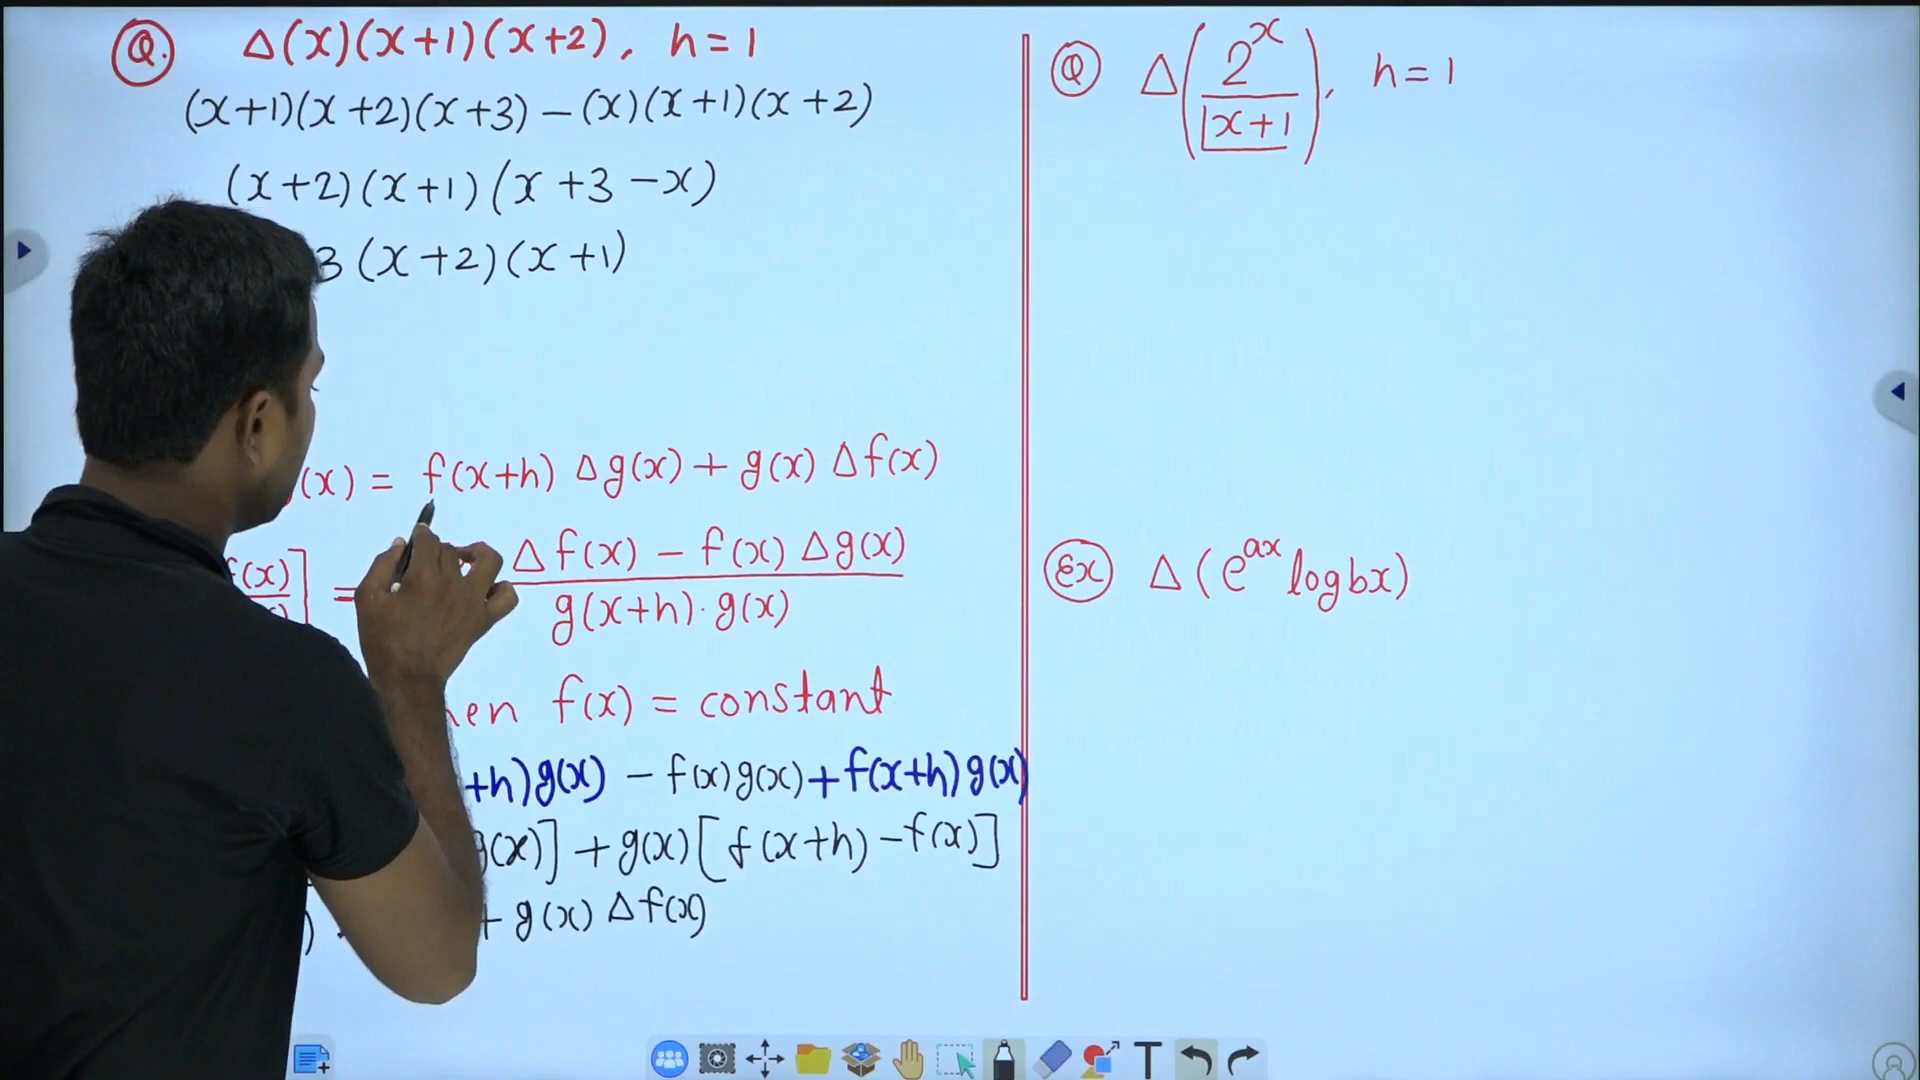 Q. Δ(x)(x+1)(x+2), h=1
(x+1)(x+2)(x+3) – (x)(x+1)(x+2)
(x+2)(x+1)(x+3–x)
3(x+2)(x+1)
(x) = f(x+h) Δg(x) + g(x) Δf(x)
f(x)] = Δf(x) – f(x) Δg(x)
g(x+h)·g(x)
f(x) = constant
+h)g(x) – f(x)g(x) + f(x+h)g(x)
g(x)] + g(x)[f(x+h) – f(x)]
+ g(x) Δf(x)
Q Δ(2^x / |x+1), h=1
Ex Δ(e^ax log bx)
T